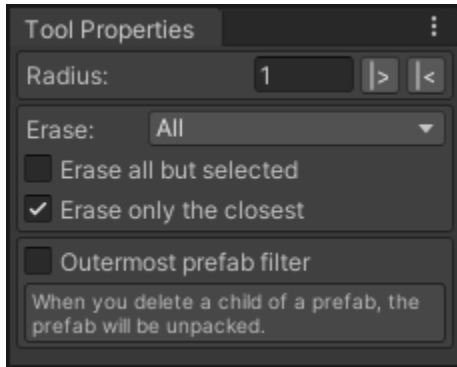 Tool Properties
Radius: 1 |> |<
Erase: All
Erase all but selected
Erase only the closest
Outermost prefab filter
When you delete a child of a prefab, the
prefab will be unpacked.